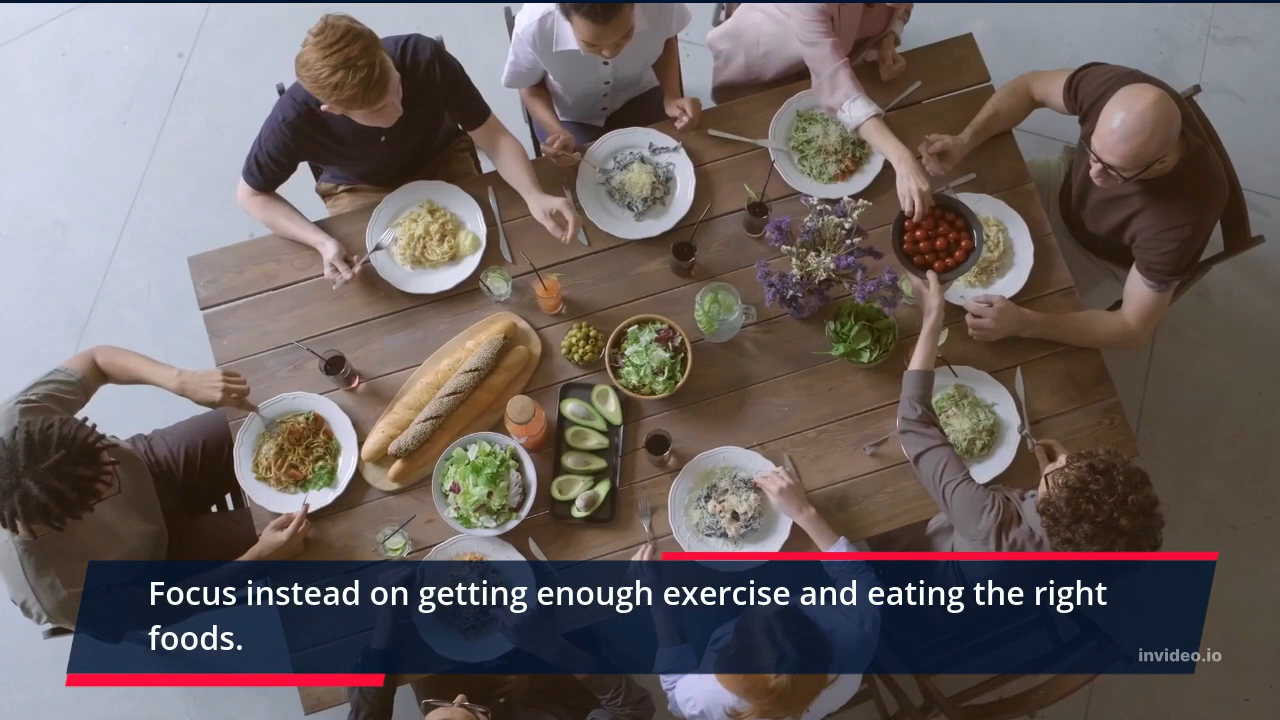 Focus instead on getting enough exercise and eating the right
foods.
invideo.io